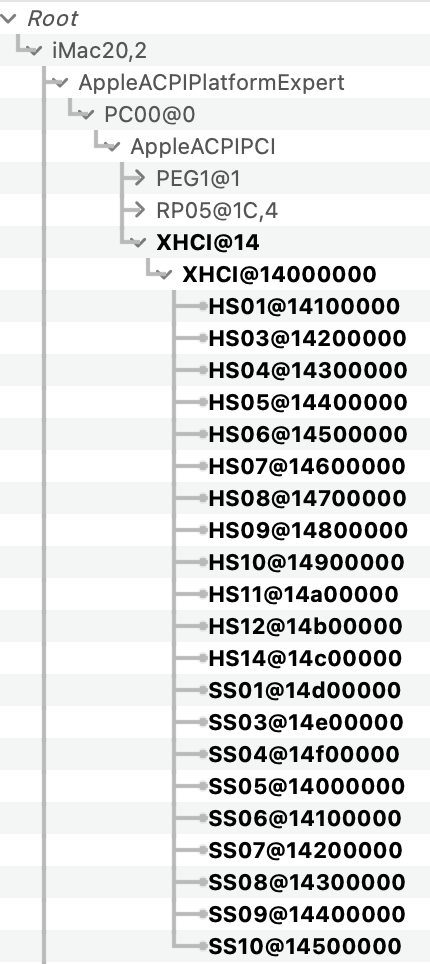 Root
iMac20,2
AppleACPIPlatformExpert
PC00@0
AppleACPIPCI
PEG1@1
RP05@1C,4
XHCI@14
XHCI@14000000
HS01@14100000
HS03@14200000
HS04@14300000
HS05@14400000
HS06@14500000
HS07@14600000
HS08@14700000
HS09@14800000
HS10@14900000
HS11@14a00000
HS12@14b00000
HS14@14c00000
SS01@14d00000
SS03@14e00000
SS04@14f00000
SS05@14000000
SS06@14100000
SS07@14200000
SS08@14300000
SS09@14400000
SS10@14500000